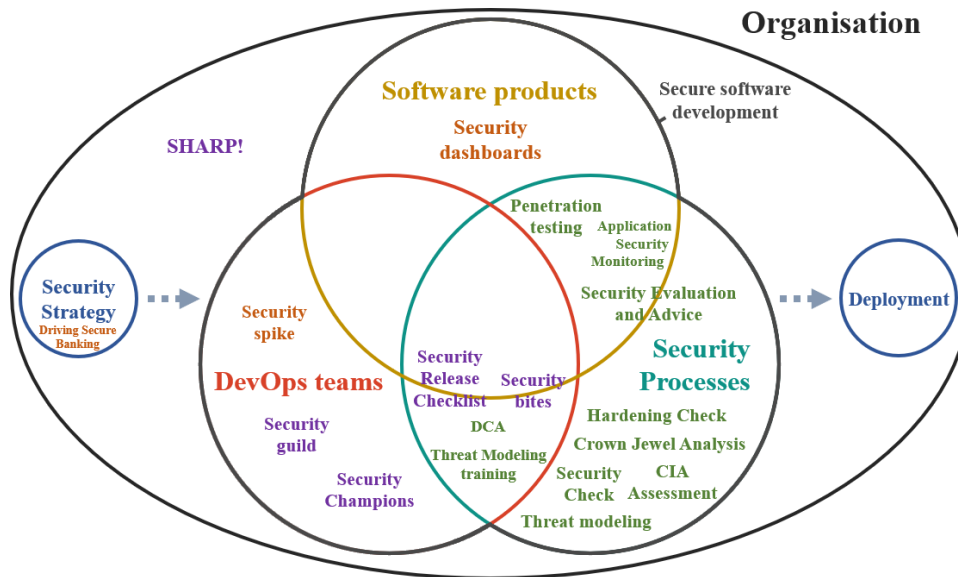 Organisation
Software products
Secure software
development
Security
dashboards
SHARP!
Penetration
testing
Application
Security
Monitoring
Security
Strategy
Driving Secure
Banking
Security
spike
Security Evaluation
and Advice
Deployment
DevOps teams
Security
Release
Checklist
Security
bites
Security
Processes
Security
guild
DCA
Hardening Check
Threat Modeling
training
Crown Jewel Analysis
Security
Champions
Security
Check
CIA
Assessment
Threat modeling